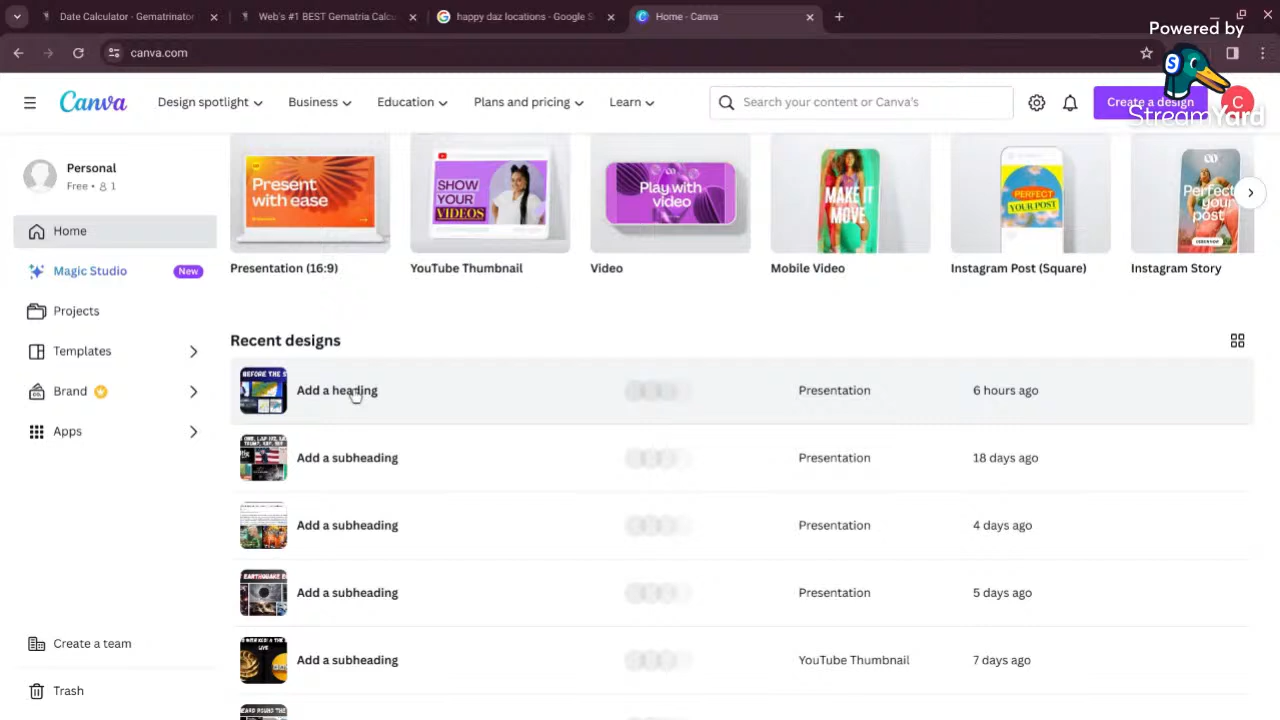 Date Calculator - Gematrinator
Web's #1 BEST Gematria Calcu
happy daz locations - Google S
Home - Canva
Powered by
StreamYard
canva.com
Canva
Design spotlight
Business
Education
Plans and pricing
Learn
Search your content or Canva's
Create a design
C
Personal
Free • 1
Home
Magic Studio
New
Projects
Templates
Brand
Apps
Create a team
Trash
Present
with ease
SHOW
YOUR
VIDEOS
Play with
video
MAKE IT
MOVE
PERFECT
YOUR POST
Perfect
your
post
Presentation (16:9)
YouTube Thumbnail
Video
Mobile Video
Instagram Post (Square)
Instagram Story
Recent designs
BEFORE THE S
Add a heading
Presentation
6 hours ago
Add a subheading
Presentation
18 days ago
Add a subheading
Presentation
4 days ago
EARTHQUAKE
Add a subheading
Presentation
5 days ago
LIVE
Add a subheading
YouTube Thumbnail
7 days ago